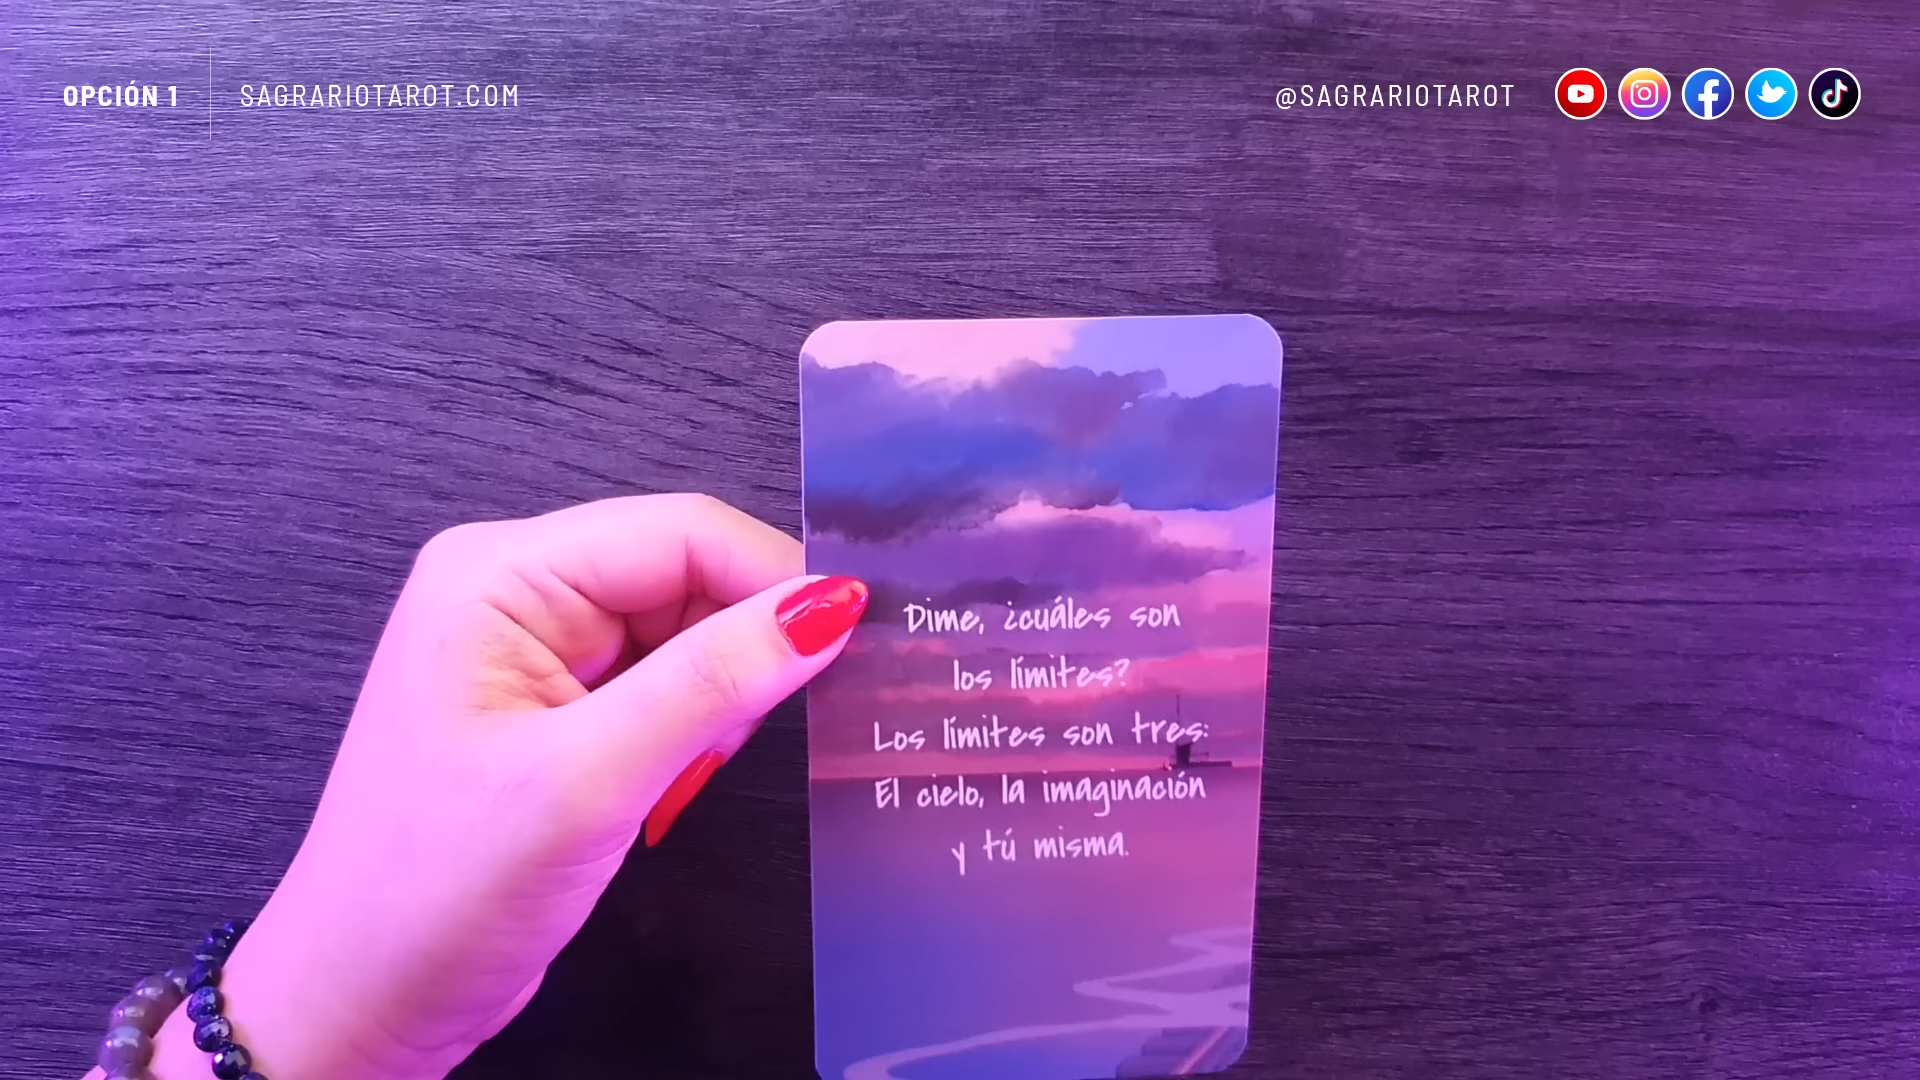 OPCIÓN 1
SAGRARIOTAROT.COM
@SAGRARIOTAROT
Dime, ¿cuáles son
los límites?
Los límites son tres:
El cielo, la imaginación
y tú misma.